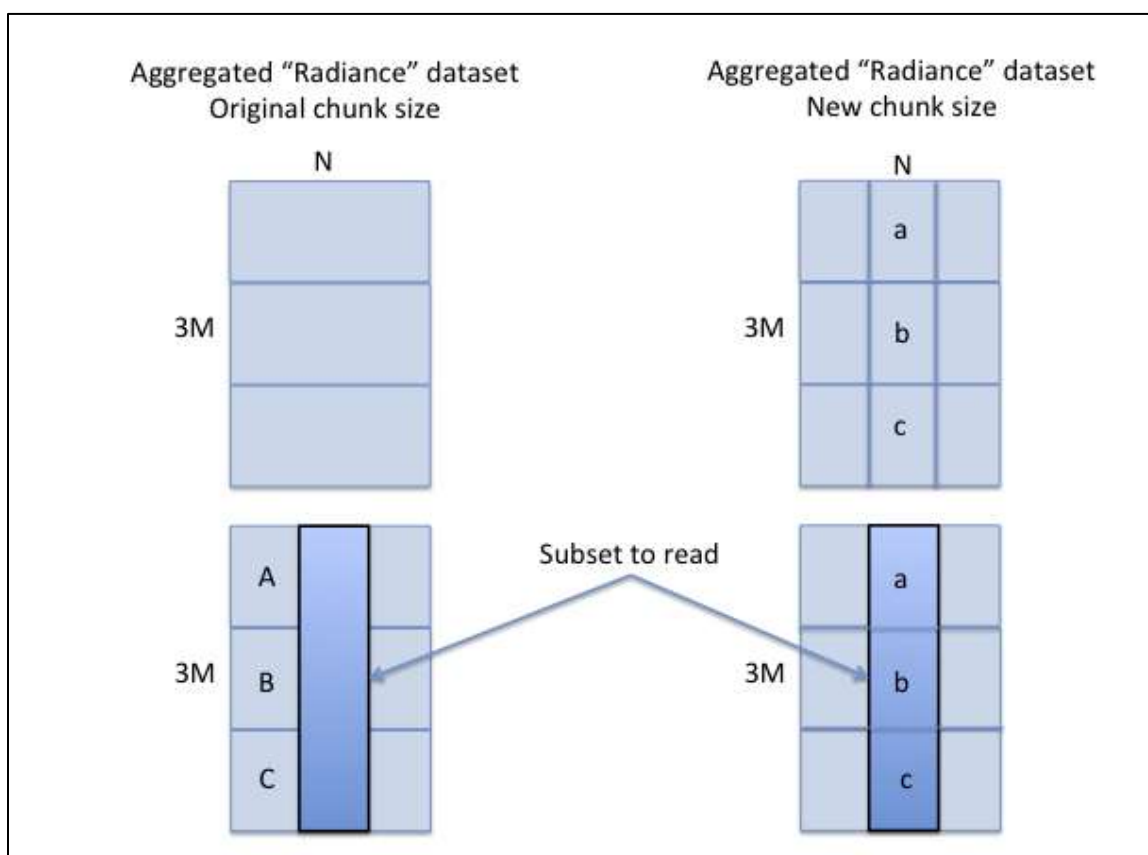 Aggregated “Radiance” dataset
Original chunk size
N
3M
Aggregated “Radiance” dataset
New chunk size
N
a
3M
b
c
Subset to read
A
3M
B
C
a
3M
b
c